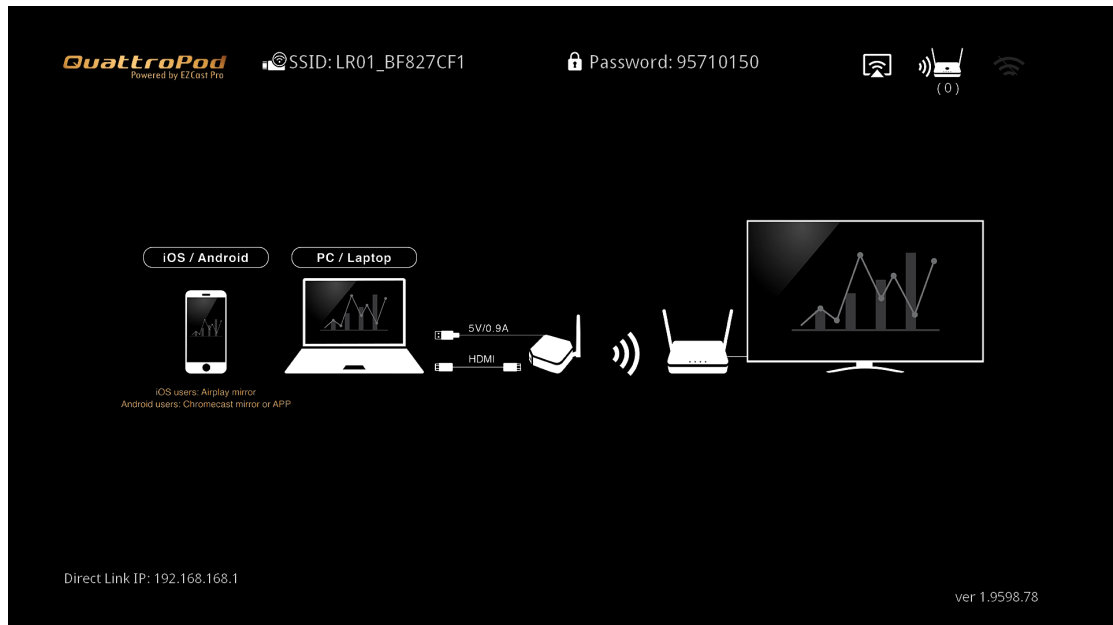 QuattroPod
Powered by EZCast Pro
SSID: LR01_BF827CF1
Password: 95710150
(0)
iOS / Android
PC / Laptop
5V/0.9A
HDMI
iOS users: Airplay mirror
Android users: Chromecast mirror or APP
Direct Link IP: 192.168.168.1
ver 1.9598.78